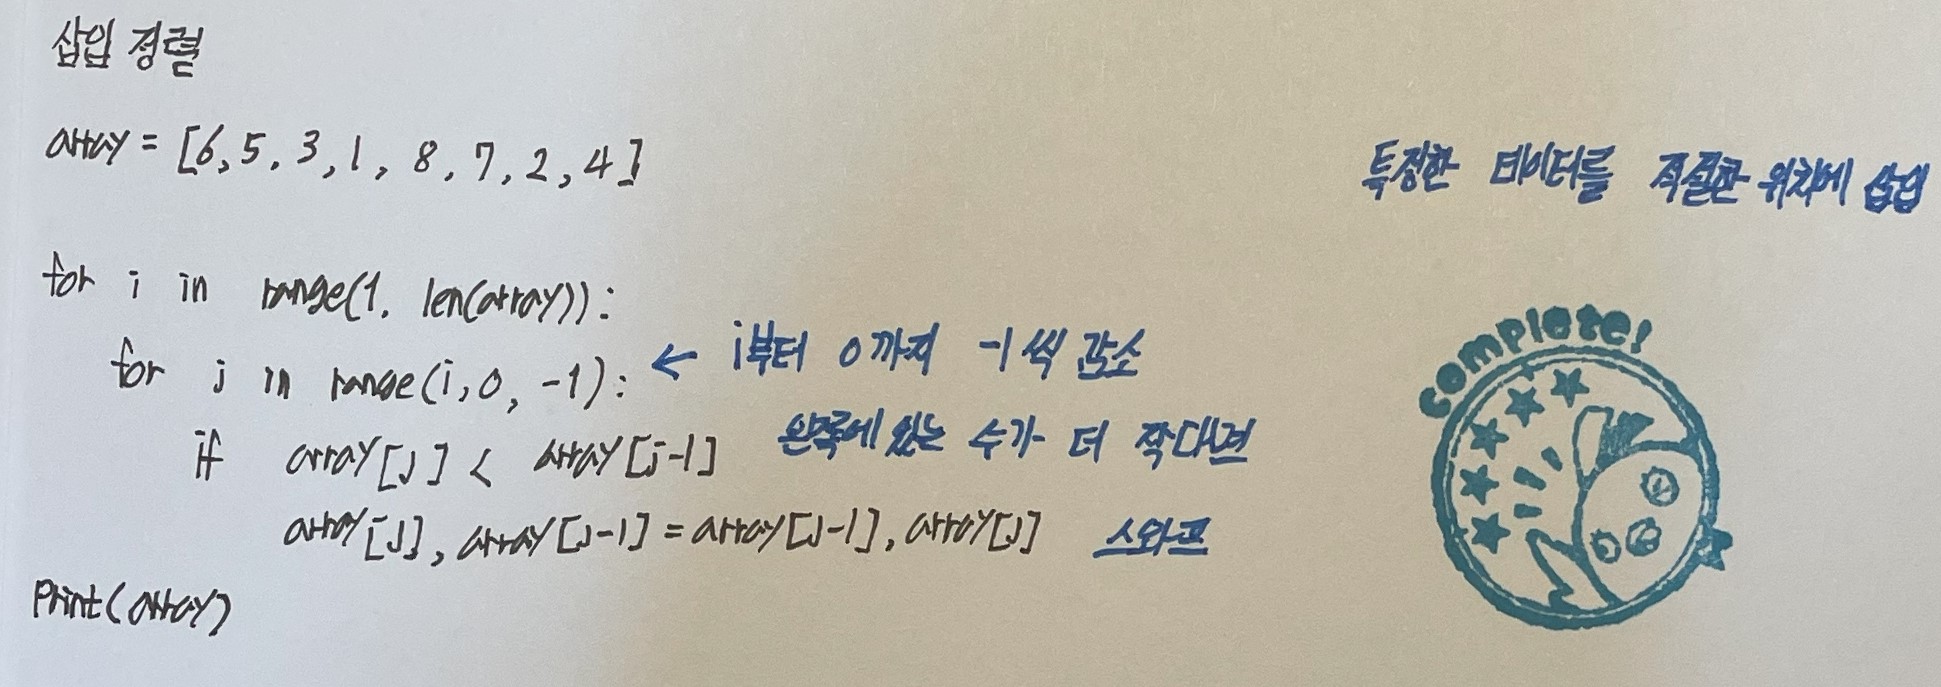 삽입 정렬
array = [6, 5, 3, 1, 8, 7, 2, 4]
특정한 데이터를 적절한 위치에 삽입
for i in range(1, len(array)):
for j in range(i, 0, -1): ← i부터 0까지 -1씩 감소
if array[j] < array[j-1] 왼쪽에 있는 수가 더 작다면
array[j], array[j-1] = array[j-1], array[j] 스와프
Print(array)
complete!